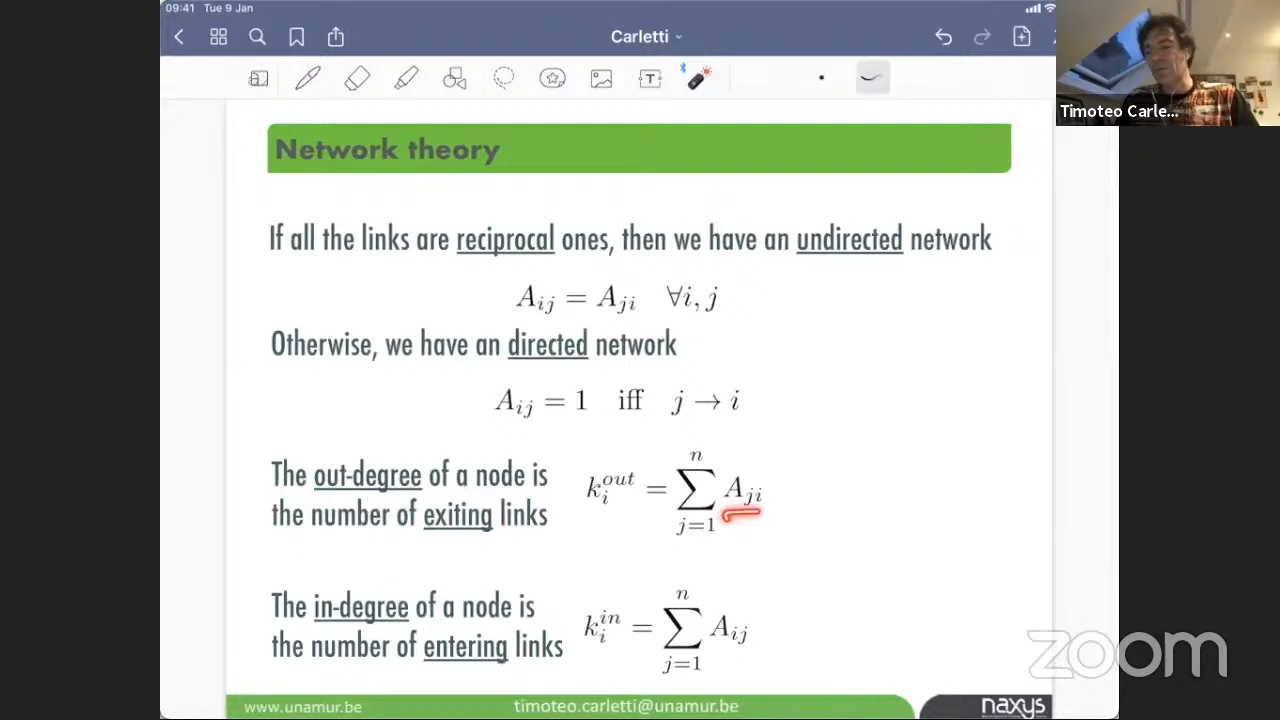 09:41 Tue 9 Jan
Carletti
T
Timoteo Carle...
Network theory
If all the links are reciprocal ones, then we have an undirected network
A_{ij} = A_{ji} ∀i, j
Otherwise, we have an directed network
A_{ij} = 1 iff j → i
The out-degree of a node is
the number of exiting links
k_i^{out} = \sum_{j=1}^{n} A_{ji}
The in-degree of a node is
the number of entering links
k_i^{in} = \sum_{j=1}^{n} A_{ij}
zoom
www.unamur.be timoteo.carletti@unamur.be naxys